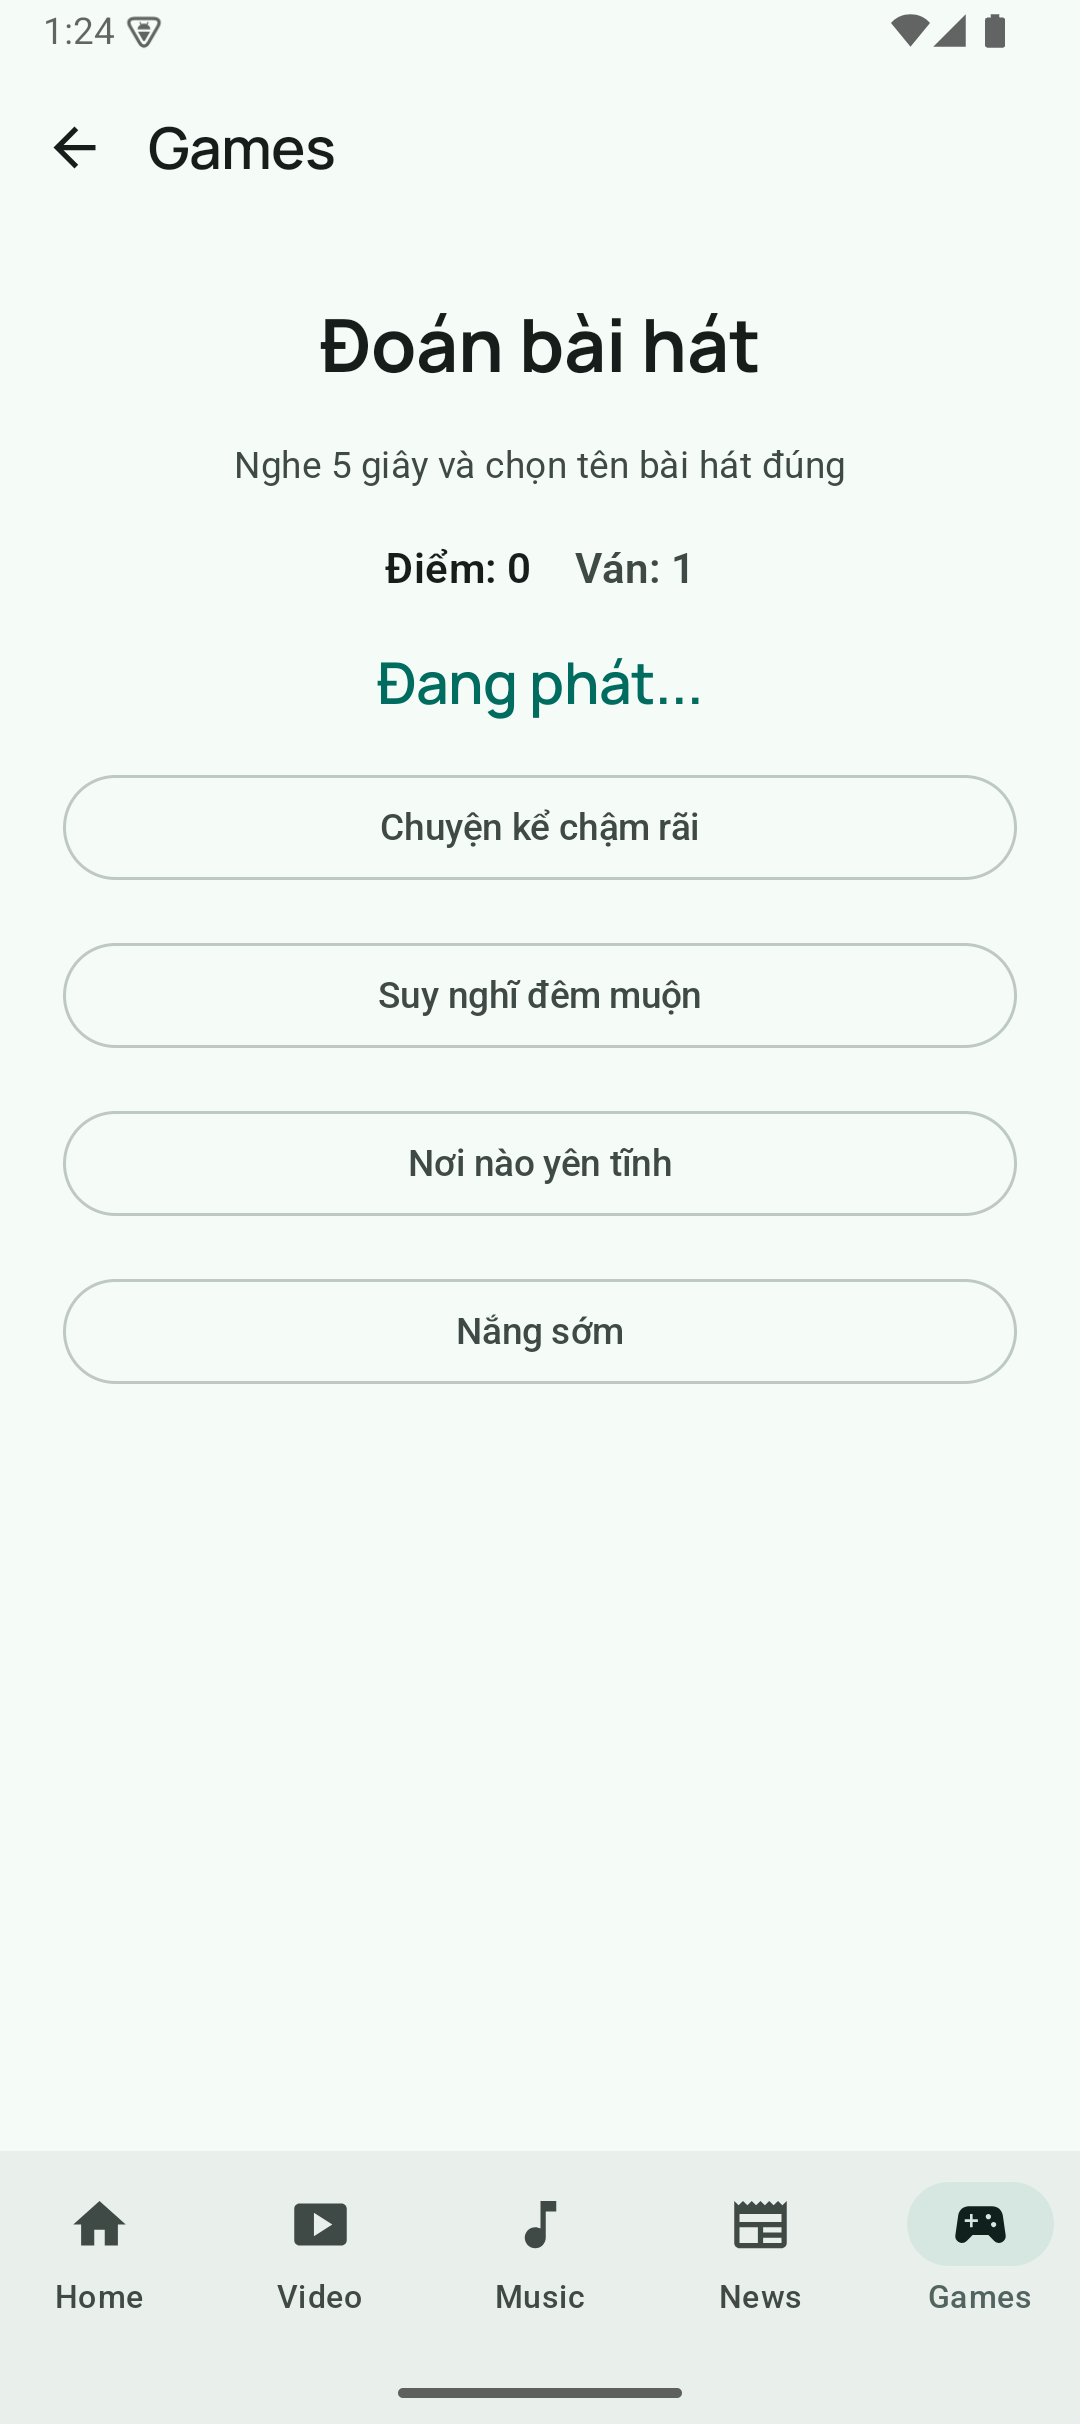 1:24
Games
Đoán bài hát
Nghe 5 giây và chọn tên bài hát đúng
Điểm: 0 Ván: 1
Đang phát...
Chuyện kể chậm rãi
Suy nghĩ đêm muộn
Nơi nào yên tĩnh
Nắng sớm
Home Video Music News Games